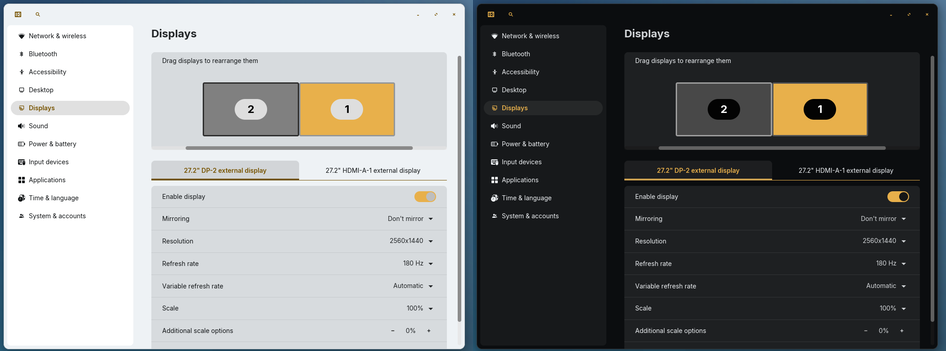 Displays
Network & wireless
Bluetooth
Accessibility
Desktop
Displays
Sound
Power & battery
Input devices
Applications
Time & language
System & accounts
Drag displays to rearrange them
2
1
27.2" DP-2 external display
27.2" HDMI-A-1 external display
Enable display
Mirroring
Don't mirror
Resolution
2560x1440
Refresh rate
180 Hz
Variable refresh rate
Automatic
Scale
100%
Additional scale options
− 0% +
Displays
Network & wireless
Bluetooth
Accessibility
Desktop
Displays
Sound
Power & battery
Input devices
Applications
Time & language
System & accounts
Drag displays to rearrange them
2
1
27.2" DP-2 external display
27.2" HDMI-A-1 external display
Enable display
Mirroring
Don't mirror
Resolution
2560x1440
Refresh rate
180 Hz
Variable refresh rate
Automatic
Scale
100%
Additional scale options
− 0% +